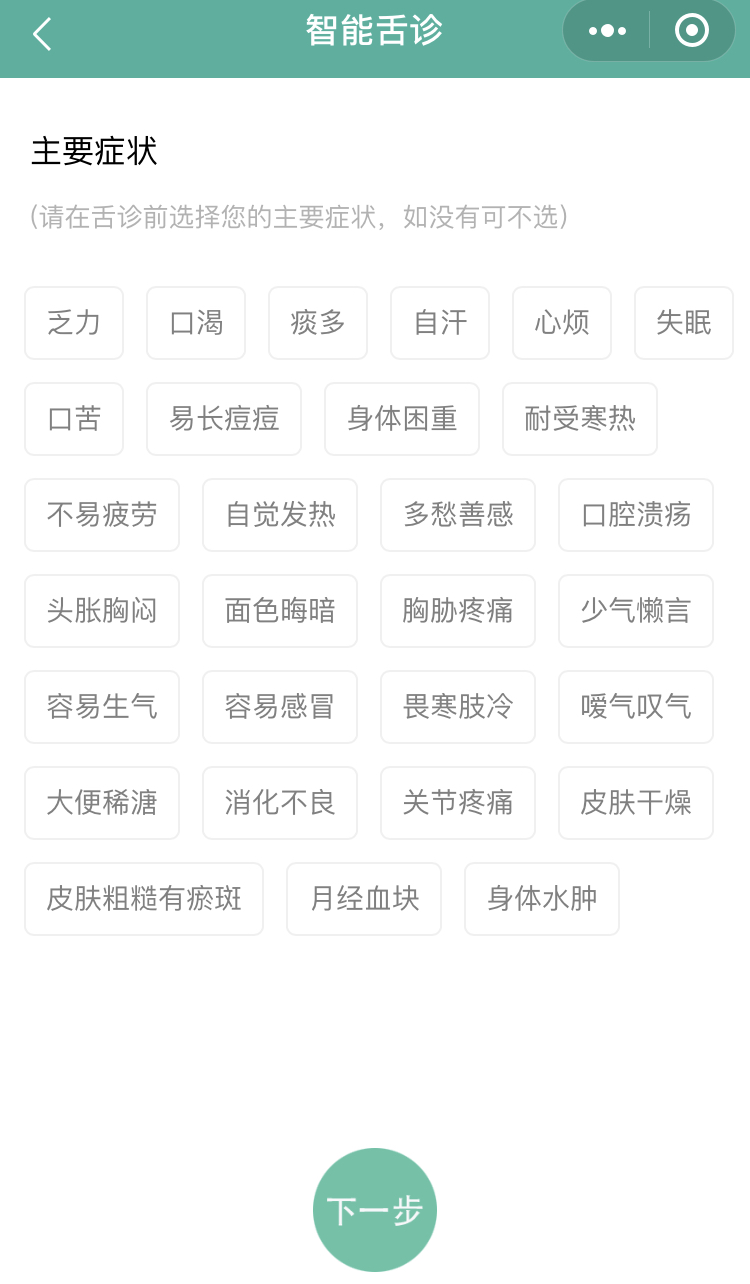 智能舌诊
主要症状
(请在舌诊前选择您的主要症状，如没有可不选)
乏力 口渴 痰多 自汗 心烦 失眠
口苦 易长痘痘 身体困重 耐受寒热
不易疲劳 自觉发热 多愁善感 口腔溃疡
头胀胸闷 面色晦暗 胸胁疼痛 少气懒言
容易生气 容易感冒 畏寒肢冷 嗳气叹气
大便稀溏 消化不良 关节疼痛 皮肤干燥
皮肤粗糙有瘀斑 月经血块 身体水肿
下一步